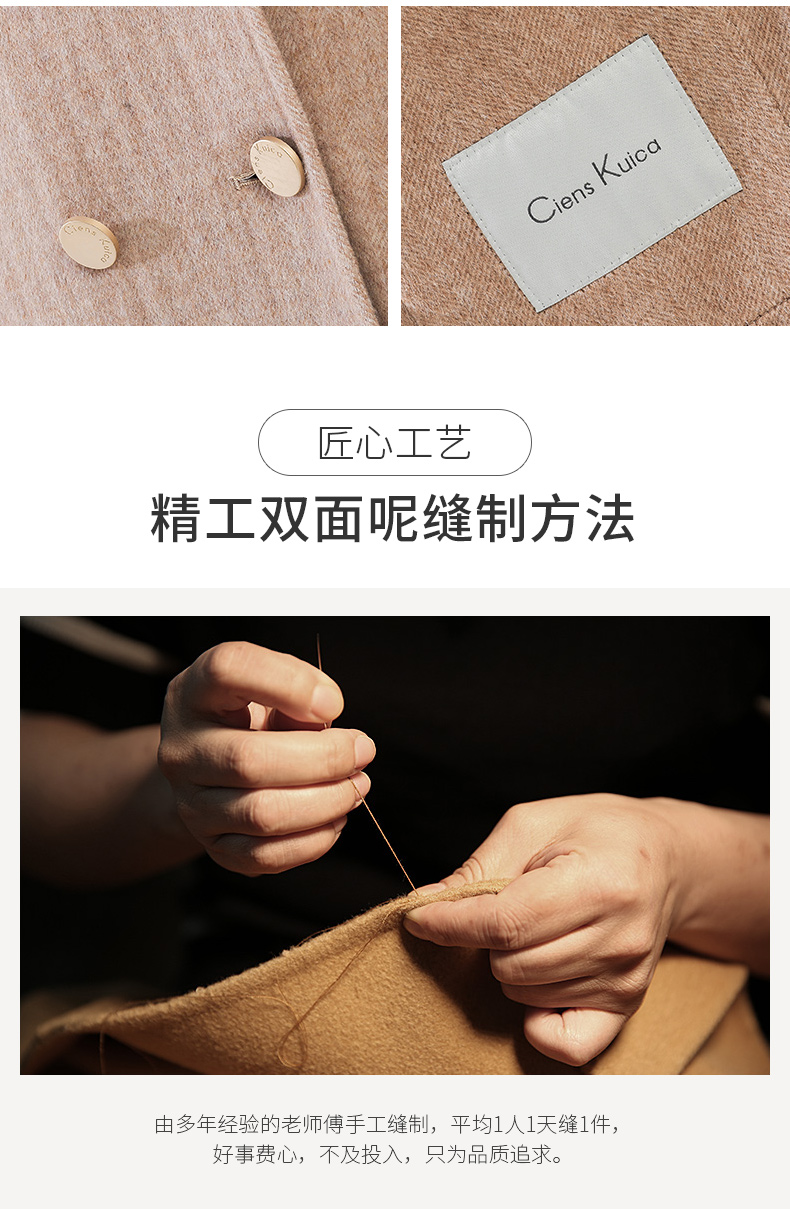 Ciens Kuica
Ciens Kuica
Ciens Kuica
匠心工艺
精工双面呢缝制方法
由多年经验的老师傅手工缝制，平均1人1天缝1件，
好事费心，不及投入，只为品质追求。